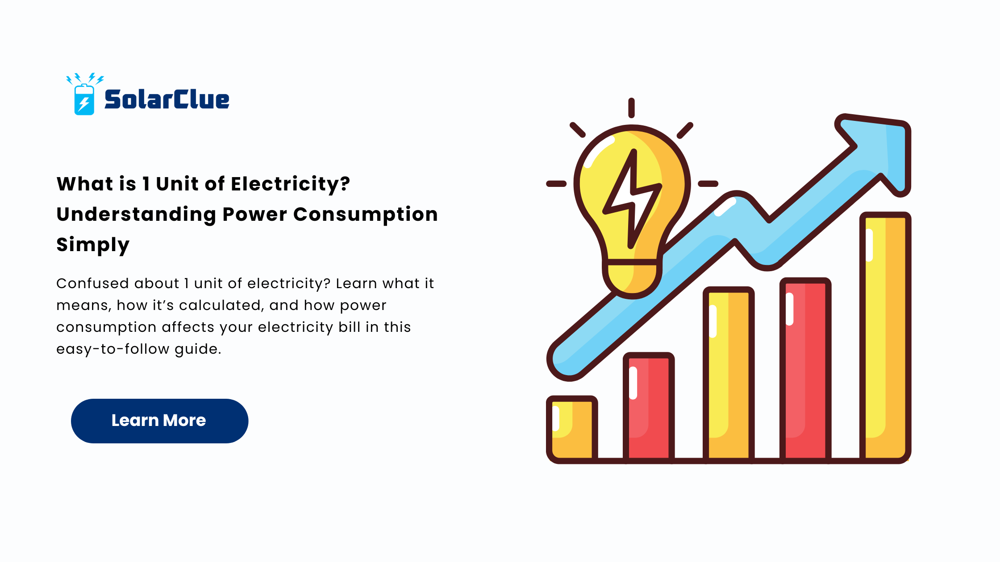 SolarClue
What is 1 Unit of Electricity?
Understanding Power Consumption
Simply
Confused about 1 unit of electricity? Learn what it
means, how it’s calculated, and how power
consumption affects your electricity bill in this
easy-to-follow guide.
Learn More